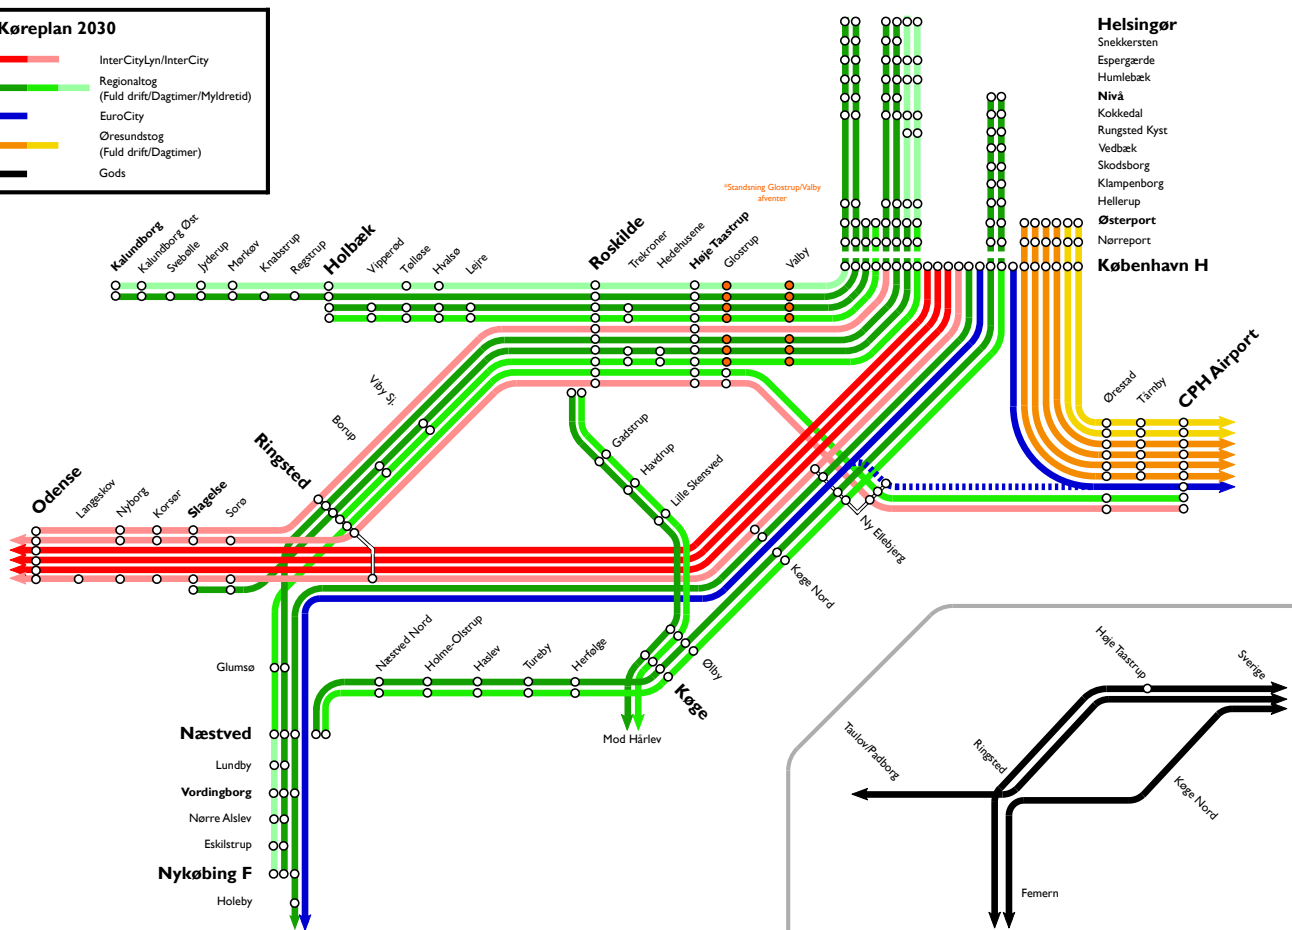 Køreplan 2030
InterCityLyn/InterCity
Regionaltog
(Fuld drift/Dagtimer/Myldretid)
EuroCity
Øresundstog
(Fuld drift/Dagtimer)
Gods
Helsingør
Snekkersten
Espergærde
Humlebæk
Nivå
Kokkedal
Rungsted Kyst
Vedbæk
Skodsborg
Klampenborg
Hellerup
Østerport
Nørreport
København H
*Standsning Glostrup/Valby
afventer
Kalundborg
Kalundborg Øst
Svebølle
Jyderup
Mørkøv
Knabstrup
Regstrup
Holbæk
Vipperød
Tølløse
Hvalsø
Lejre
Roskilde
Trekroner
Hedehusene
Høje Taastrup
Glostrup
Valby
Viby Sj.
Borup
Ringsted
Gadstrup
Havdrup
Lille Skensved
Ørestad
Tårnby
CPH Airport
Odense
Langeskov
Nyborg
Korsør
Slagelse
Sorø
Ny Ellebjerg
Køge Nord
Ølby
Køge
Næstved Nord
Holme-Olstrup
Haslev
Tureby
Herfølge
Mod Hårlev
Glumsø
Næstved
Lundby
Vordingborg
Nørre Alslev
Eskilstrup
Nykøbing F
Holeby
Høje Taastrup
Sverige
Taulov/Padborg
Ringsted
Køge Nord
Femern